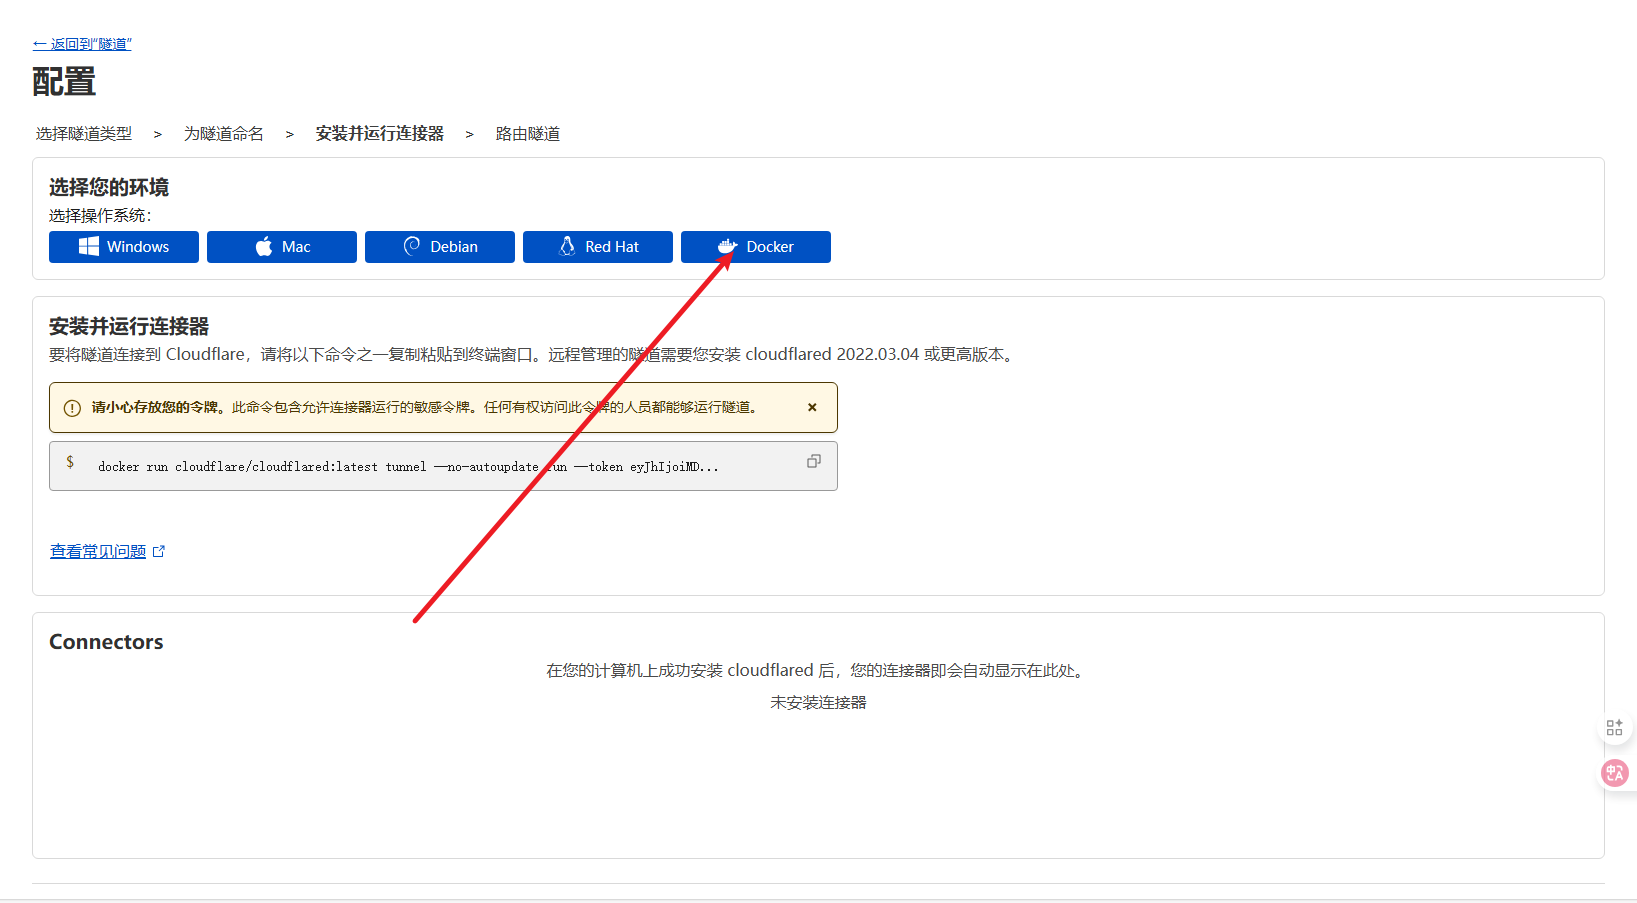 ← 返回到“隧道”
配置
选择隧道类型 > 为隧道命名 > 安装并运行连接器 > 路由隧道
选择您的环境
选择操作系统：
Windows Mac Debian Red Hat Docker
安装并运行连接器
要将隧道连接到 Cloudflare，请将以下命令之一复制粘贴到终端窗口。远程管理的隧道需要您安装 cloudflared 2022.03.04 或更高版本。
请小心存放您的令牌。此命令包含允许连接器运行的敏感令牌。任何有权访问此令牌的人员都能够运行隧道。
$ docker run cloudflare/cloudflared:latest tunnel --no-autoupdate run --token eyJhIjoiMD...
查看常见问题
Connectors
在您的计算机上成功安装 cloudflared 后，您的连接器即会自动显示在此处。
未安装连接器